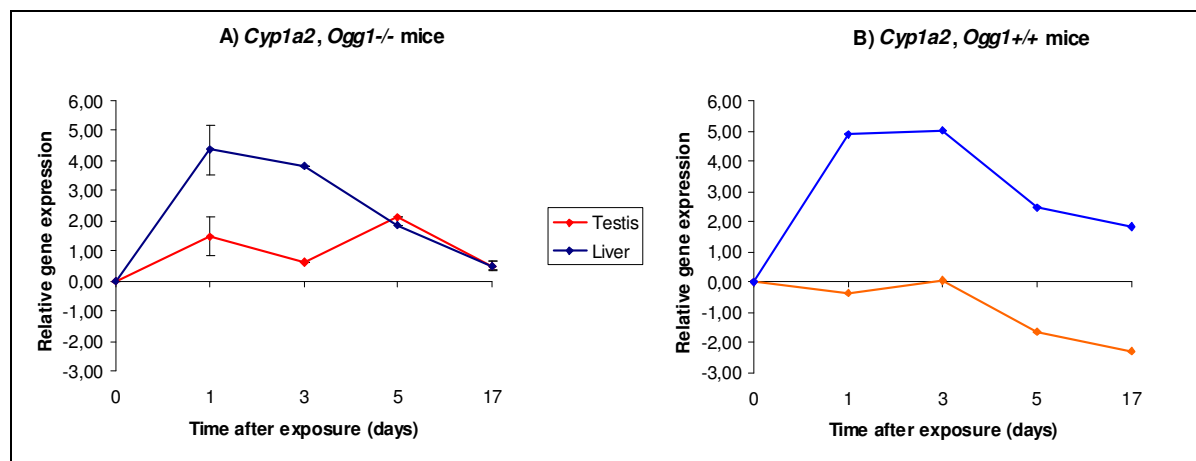 A) Cyp1a2, Ogg1-/- mice
6,00
5,00
4,00
3,00
2,00
1,00
0,00
-1,00
-2,00
-3,00
Relative gene expression
0 1 3 5 17
Time after exposure (days)
Testis
Liver
B) Cyp1a2, Ogg1+/+ mice
6,00
5,00
4,00
3,00
2,00
1,00
0,00
-1,00
-2,00
-3,00
Relative gene expression
0 1 3 5 17
Time after exposure (days)